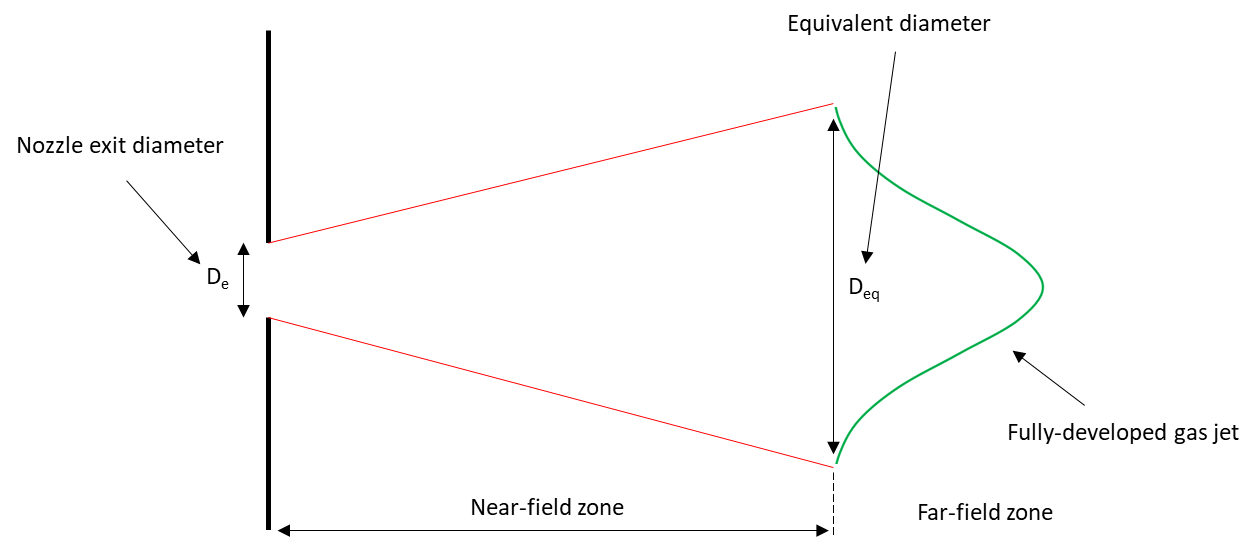 Equivalent diameter
Nozzle exit diameter
De
Deq
Fully-developed gas jet
Near-field zone
Far-field zone